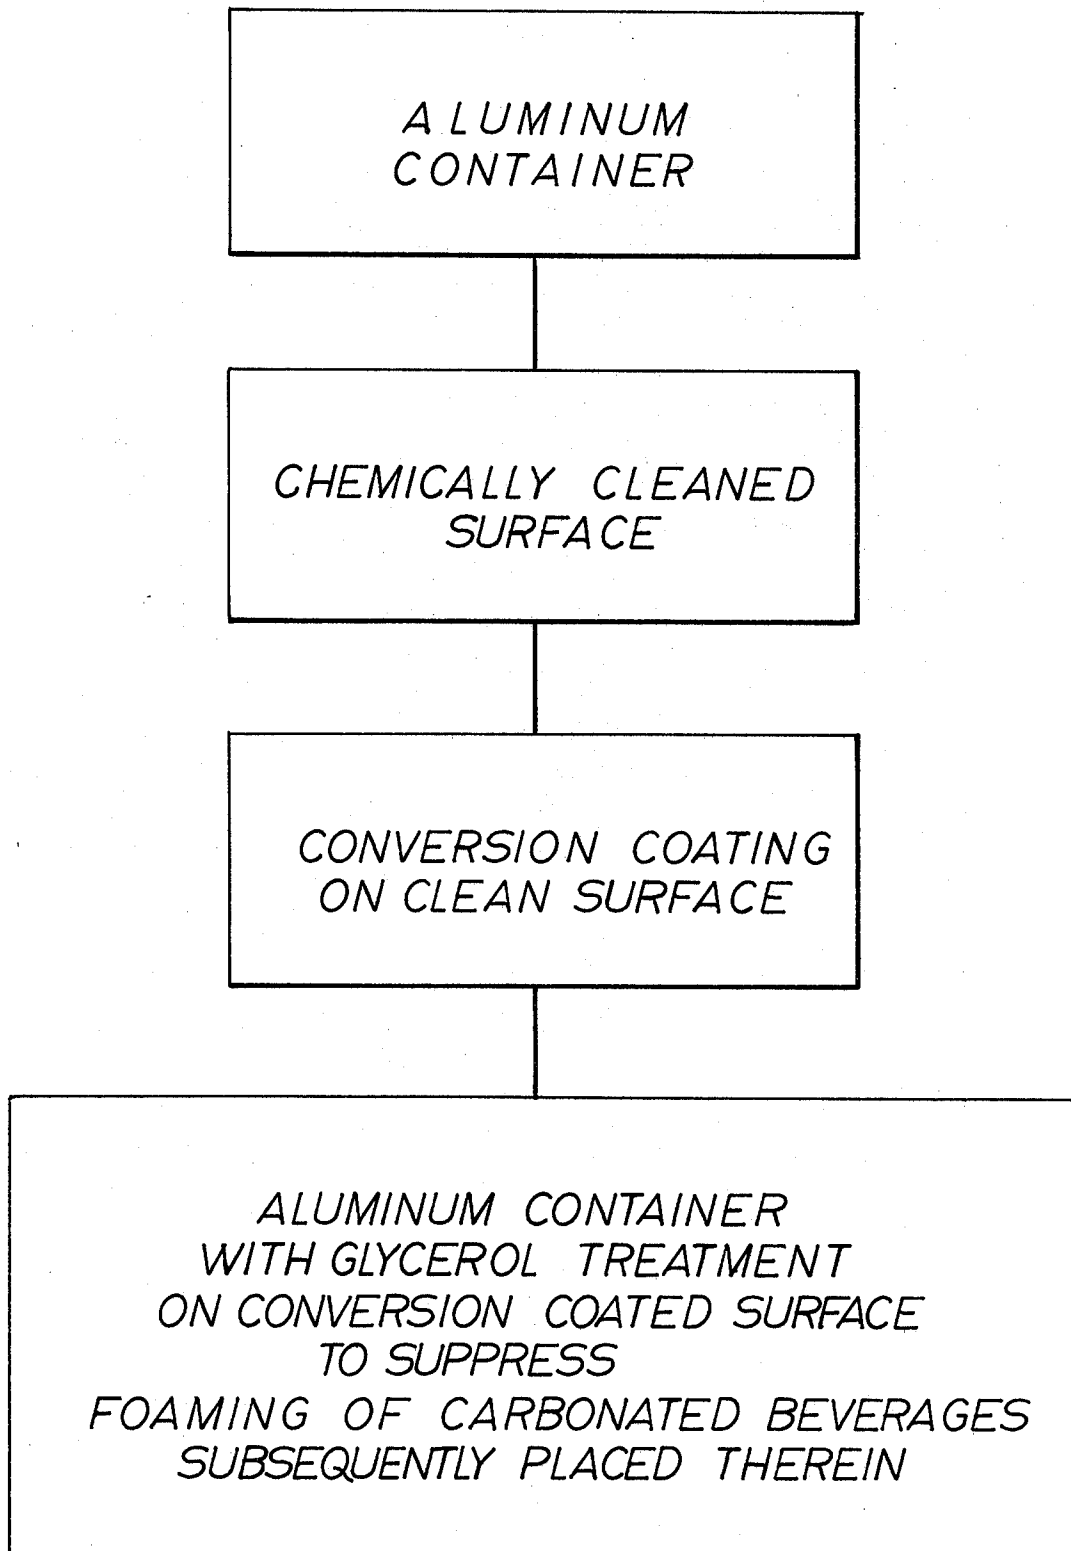 ALUMINUM
CONTAINER
CHEMICALLY CLEANED
SURFACE
CONVERSION COATING
ON CLEAN SURFACE
ALUMINUM CONTAINER
WITH GLYCEROL TREATMENT
ON CONVERSION COATED SURFACE
TO SUPPRESS
FOAMING OF CARBONATED BEVERAGES
SUBSEQUENTLY PLACED THEREIN